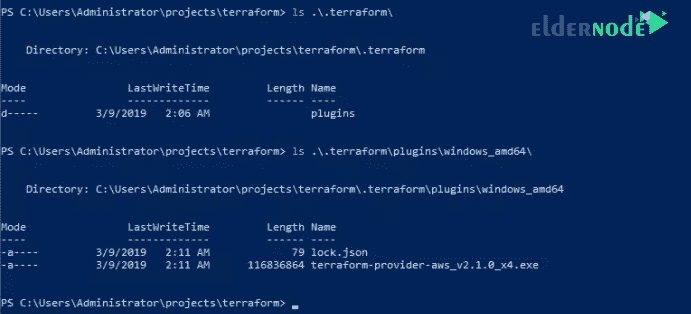 PS C:\Users\Administrator\projects\terraform> ls .\.terraform\
ELDERNODE
Directory: C:\Users\Administrator\projects\terraform\.terraform
Mode LastWriteTime Length Name
---- ------------- ------ ----
d----- 3/9/2019 2:06 AM plugins
PS C:\Users\Administrator\projects\terraform> ls .\.terraform\plugins\windows_amd64\
Directory: C:\Users\Administrator\projects\terraform\.terraform\plugins\windows_amd64
Mode LastWriteTime Length Name
---- ------------- ------ ----
-a---- 3/9/2019 2:11 AM 79 lock.json
-a---- 3/9/2019 2:11 AM 116836864 terraform-provider-aws_v2.1.0_x4.exe
PS C:\Users\Administrator\projects\terraform> _